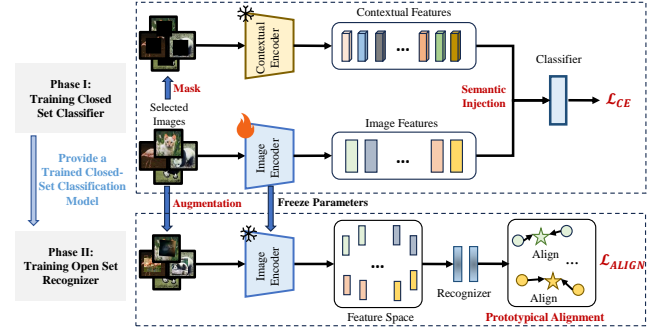 Phase I:
Training Closed
Set Classifier
Provide a
Trained Closed-
Set Classification
Model
Phase II:
Training Open Set
Recognizer
Contextual Features
Contextual
Encoder
...
Mask
Selected
Images
Semantic
Injection
Classifier
ℒ_CE
Image Features
Image
Encoder
...
Augmentation
Freeze Parameters
Image
Encoder
...
Feature Space
Recognizer
Align
...
Align
ℒ_ALIGN
Prototypical Alignment